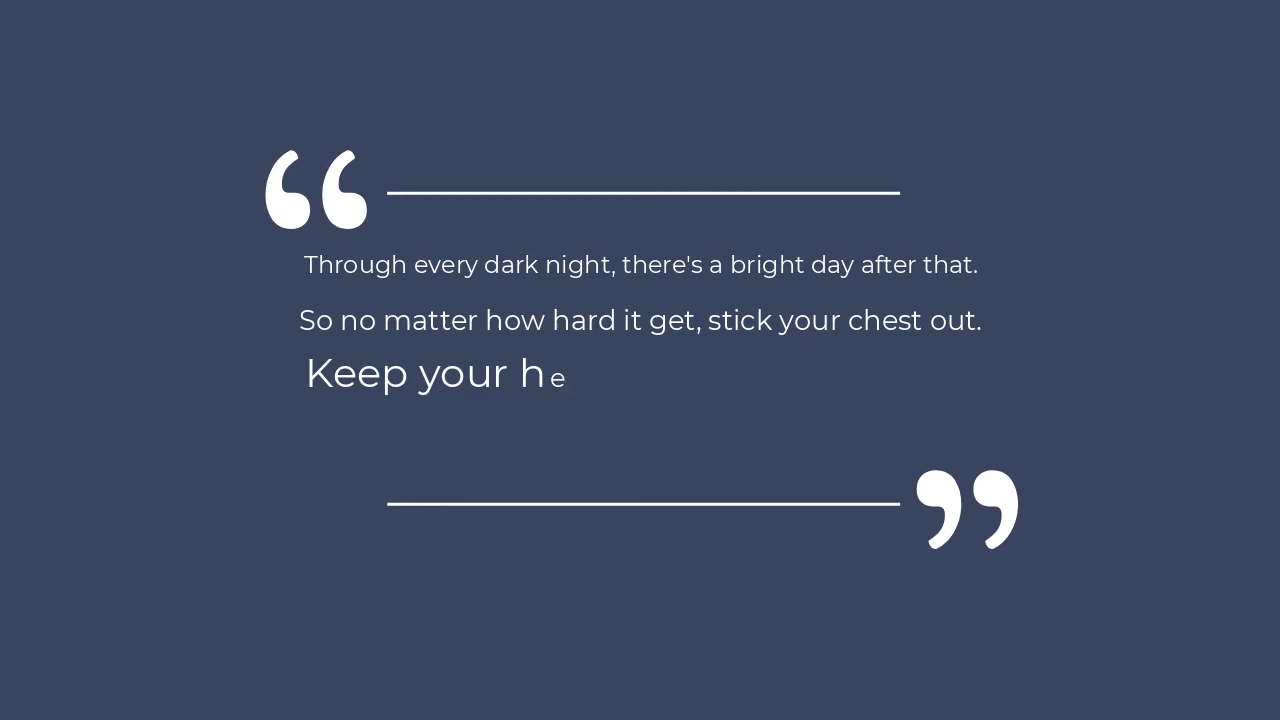 Through every dark night, there's a bright day after that.
So no matter how hard it get, stick your chest out.
Keep your he